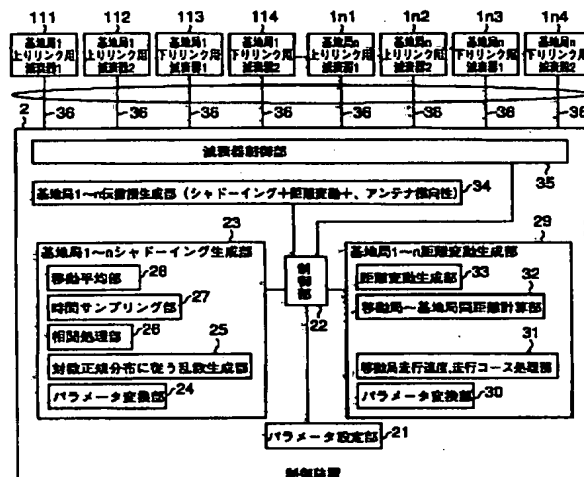 111 112 113 114 1n1 1n2 1n3 1n4
基地局1 上りリンク用 減衰器1
基地局1 上りリンク用 減衰器2
基地局1 下りリンク用 減衰器1
基地局1 下りリンク用 減衰器2
基地局n 上りリンク用 減衰器1
基地局n 上りリンク用 減衰器2
基地局n 下りリンク用 減衰器1
基地局n 下りリンク用 減衰器2
2 36 36 36 36 36 36 36 36
減衰器制御部
35
基地局1~n伝搬損生成部(シャドーイング+距離変動+、アンテナ指向性)
34
23
基地局1~nシャドーイング生成部
移動平均部
28
時間サンプリング部
27
相関処理部
26
25
対数正規分布に従う乱数生成部
パラメータ変換部
24
制御部
22
29
基地局1~n距離変動生成部
距離変動生成部
33
32
移動局~基地局間距離計算部
31
移動局走行速度,走行コース処理部
パラメータ変換部
30
パラメータ設定部
21
制御装置